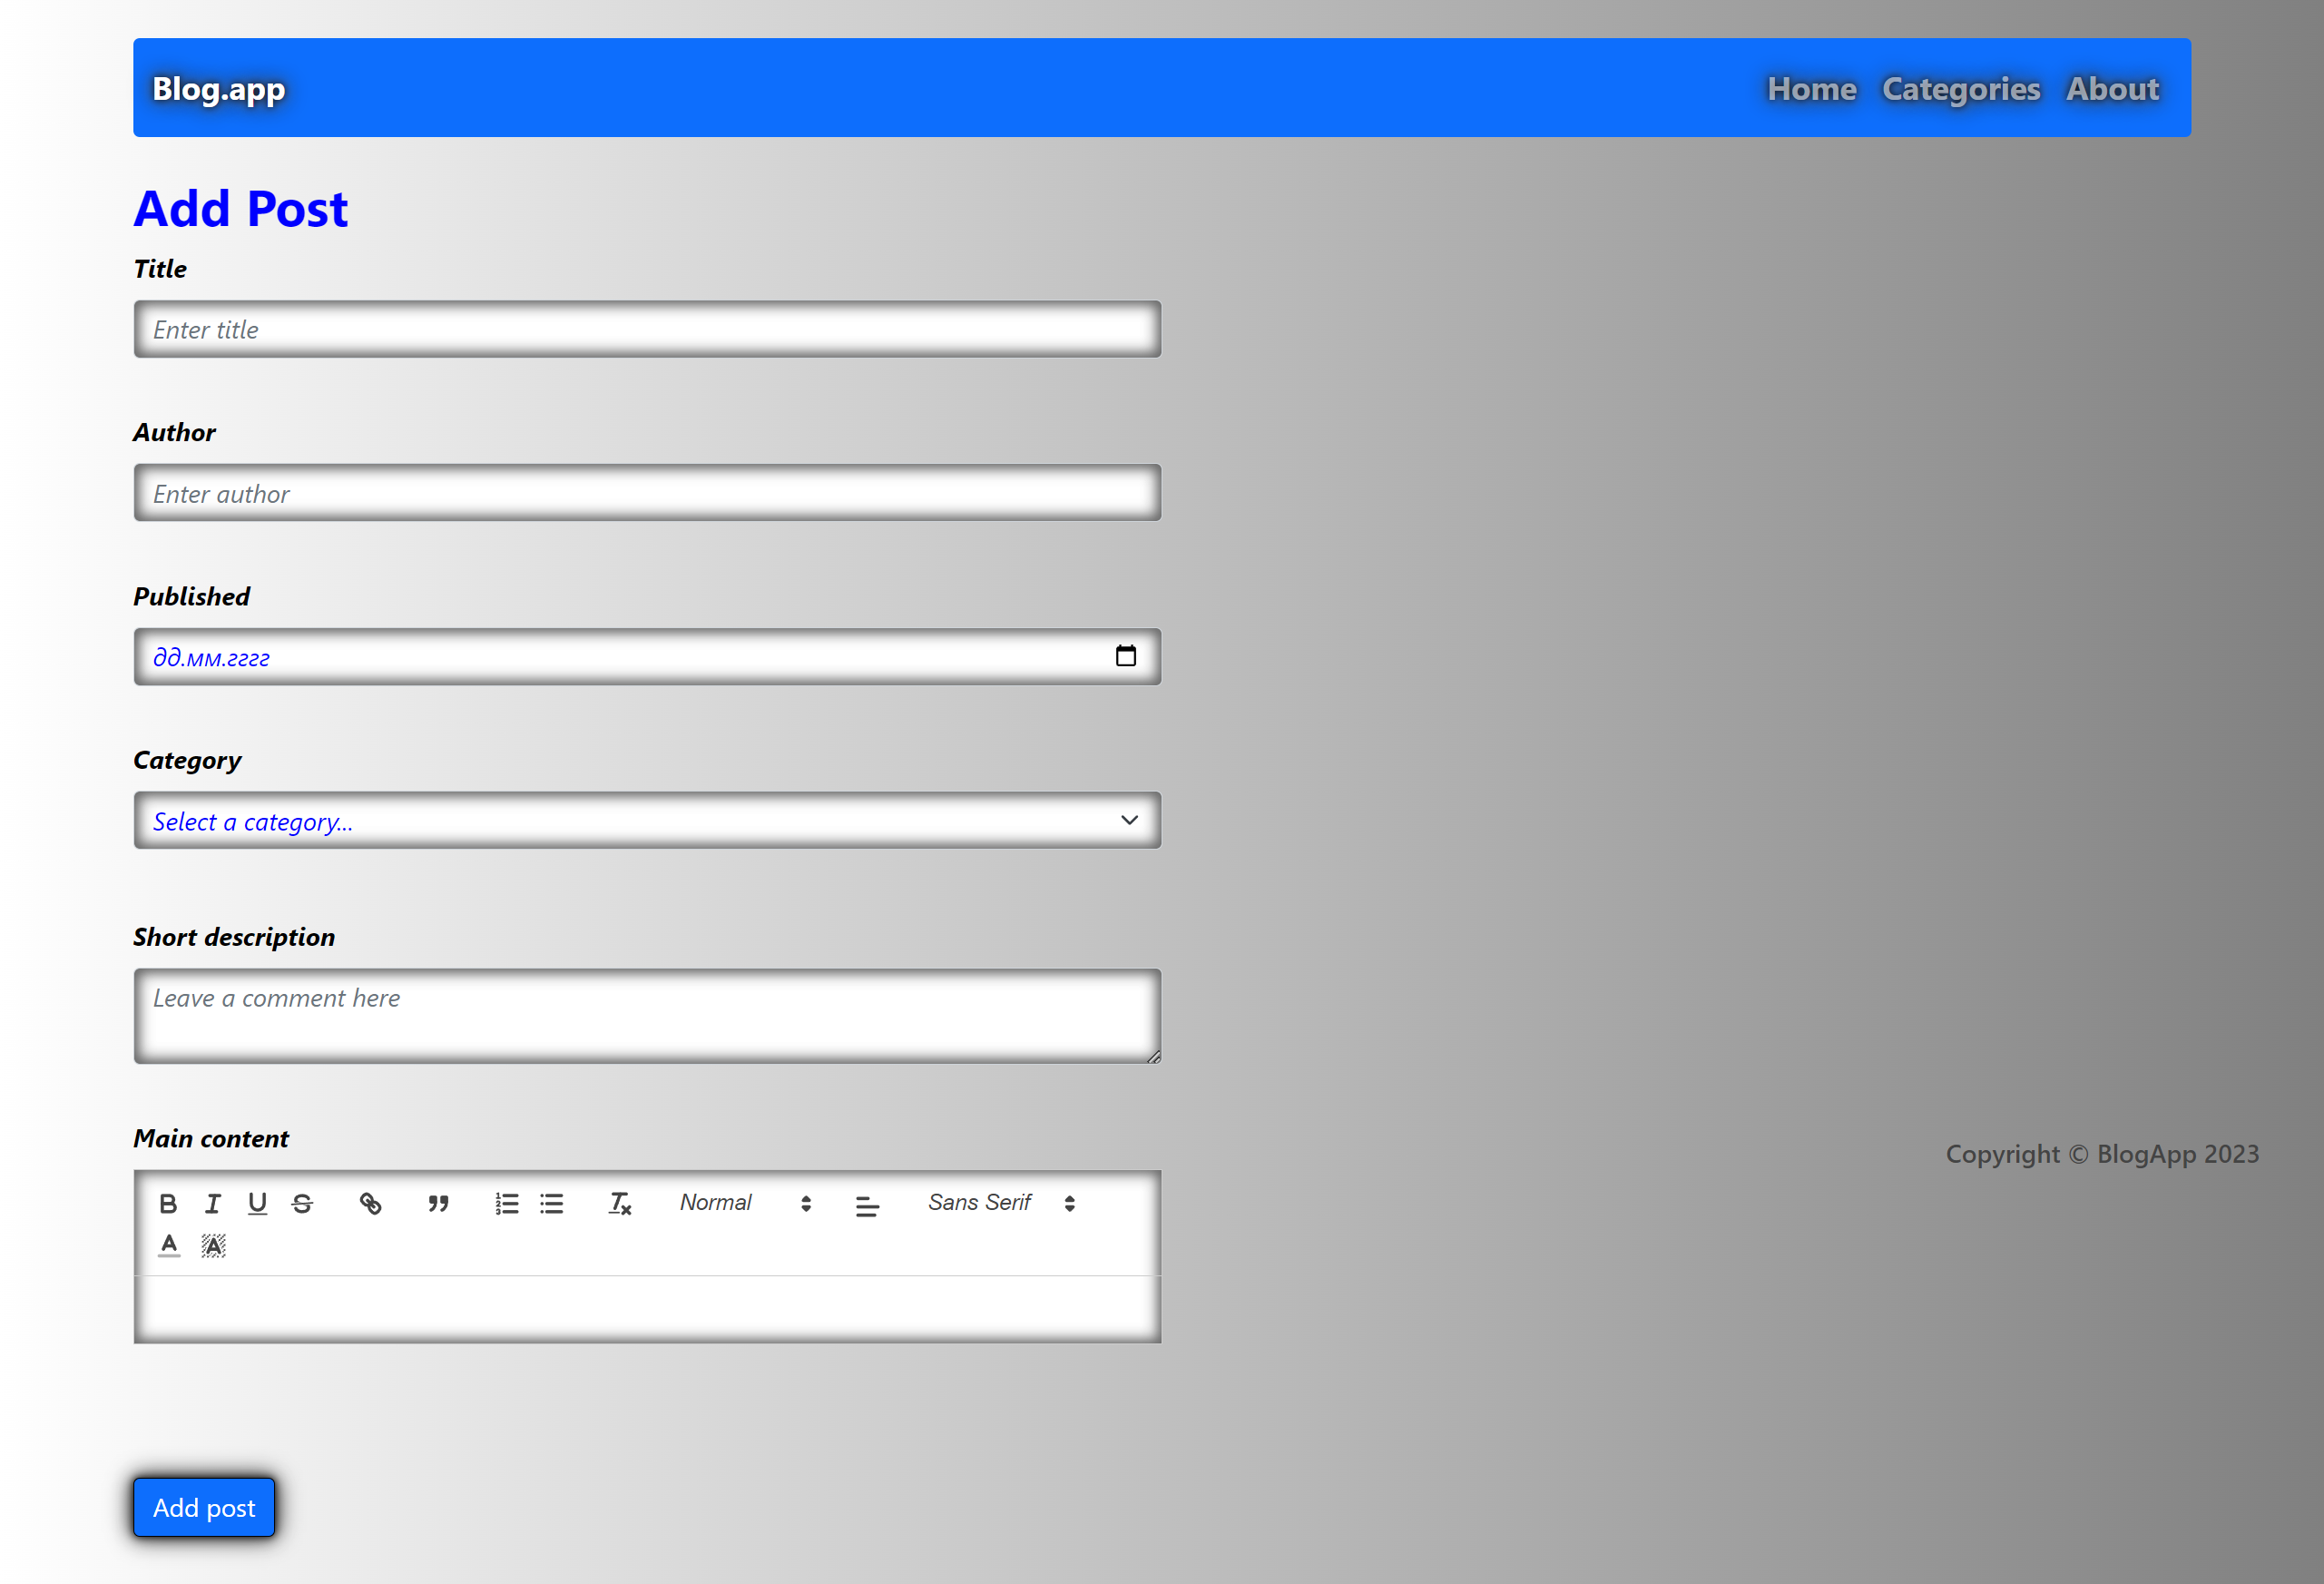 Blog.app
Home Categories About
Add Post
Title
Enter title
Author
Enter author
Published
дд.мм.гггг
Category
Select a category...
Short description
Leave a comment here
Main content
Copyright © BlogApp 2023
Normal Sans Serif
Add post